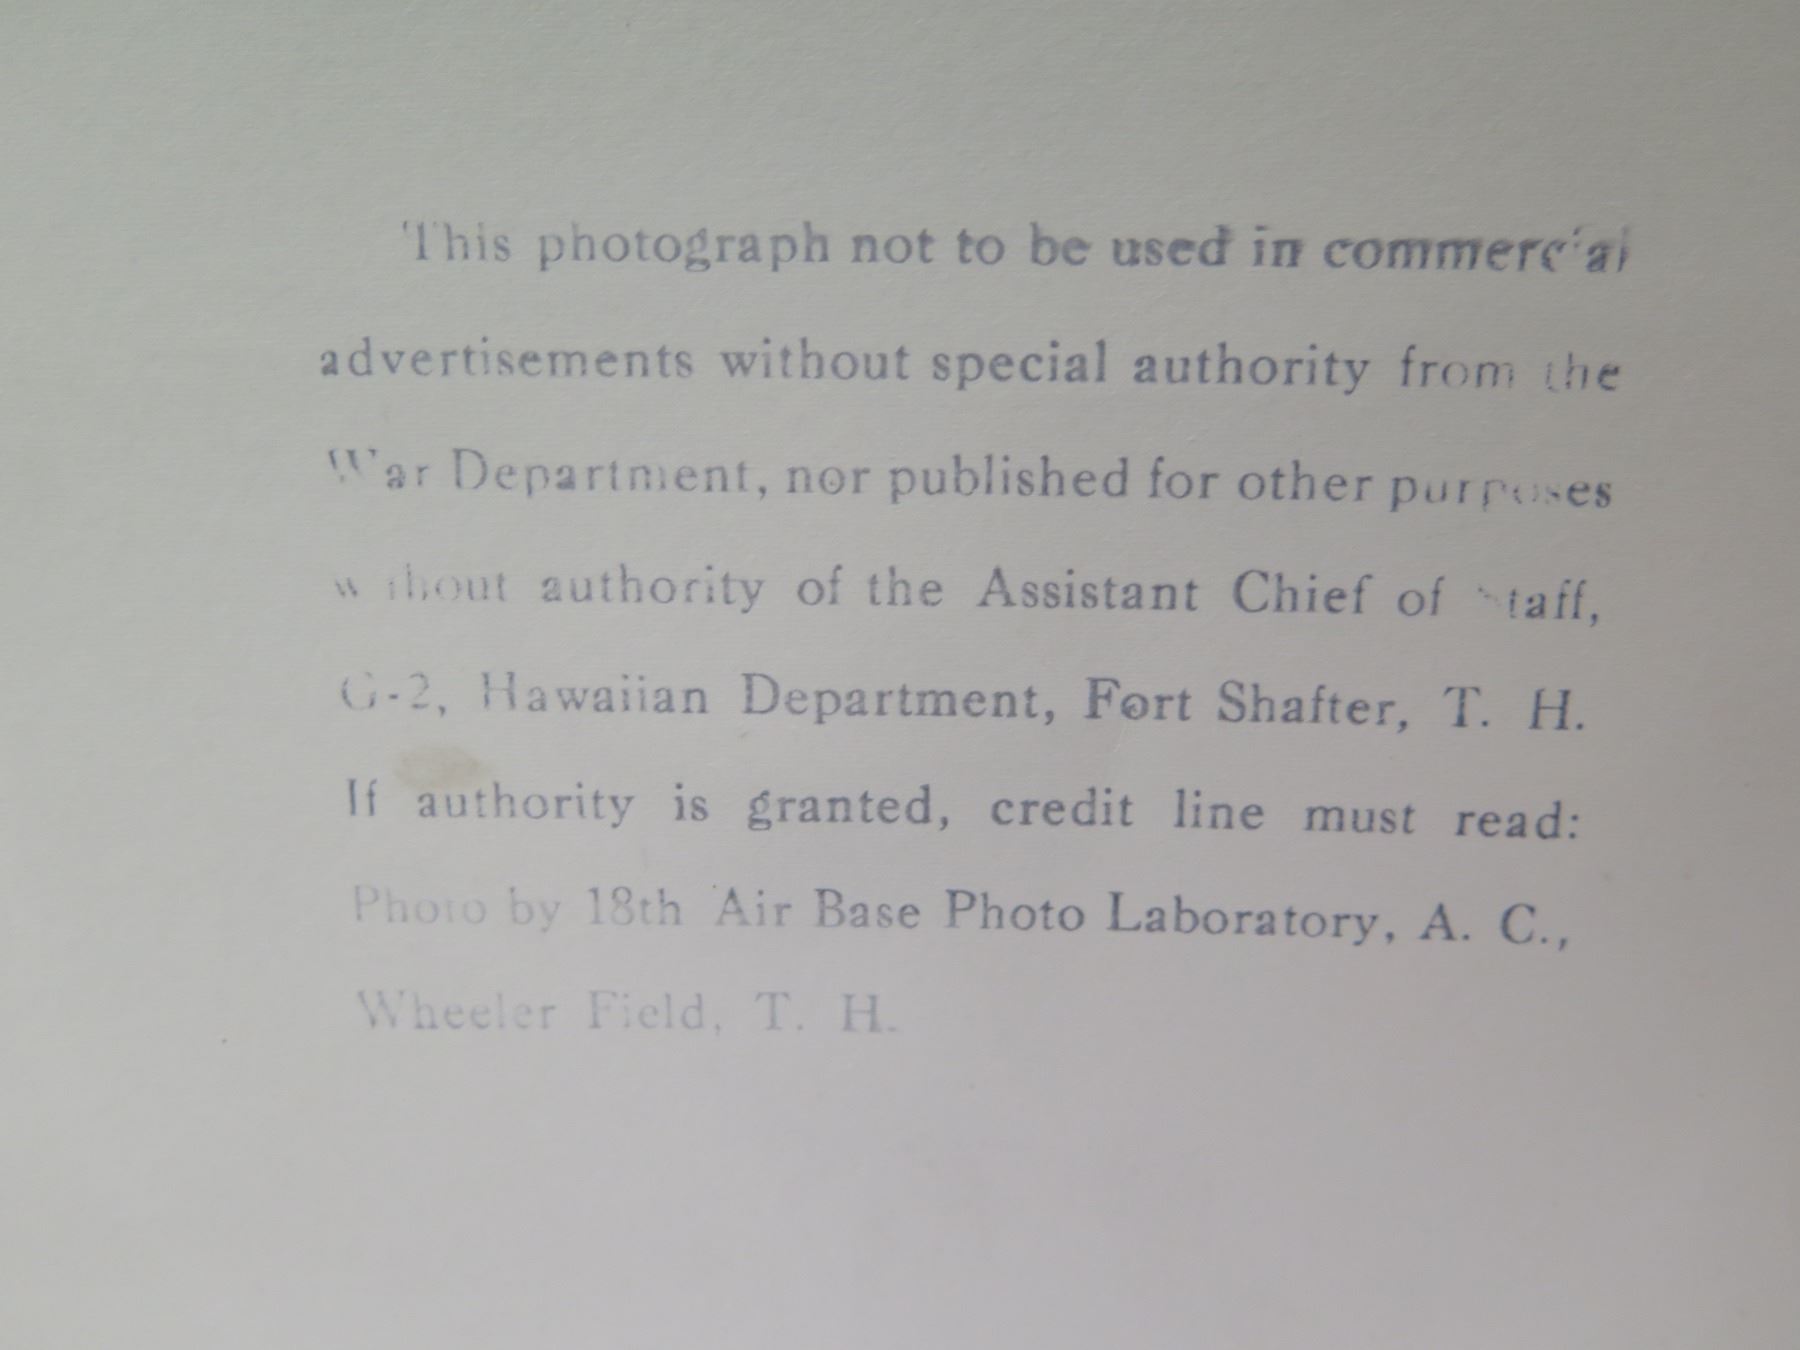 This photograph not to be used in commercial
advertisements without special authority from the
War Department, nor published for other purposes
without authority of the Assistant Chief of Staff,
G-2, Hawaiian Department, Fort Shafter, T. H.
If authority is granted, credit line must read:
Photo by 18th Air Base Photo Laboratory, A. C.,
Wheeler Field, T. H.